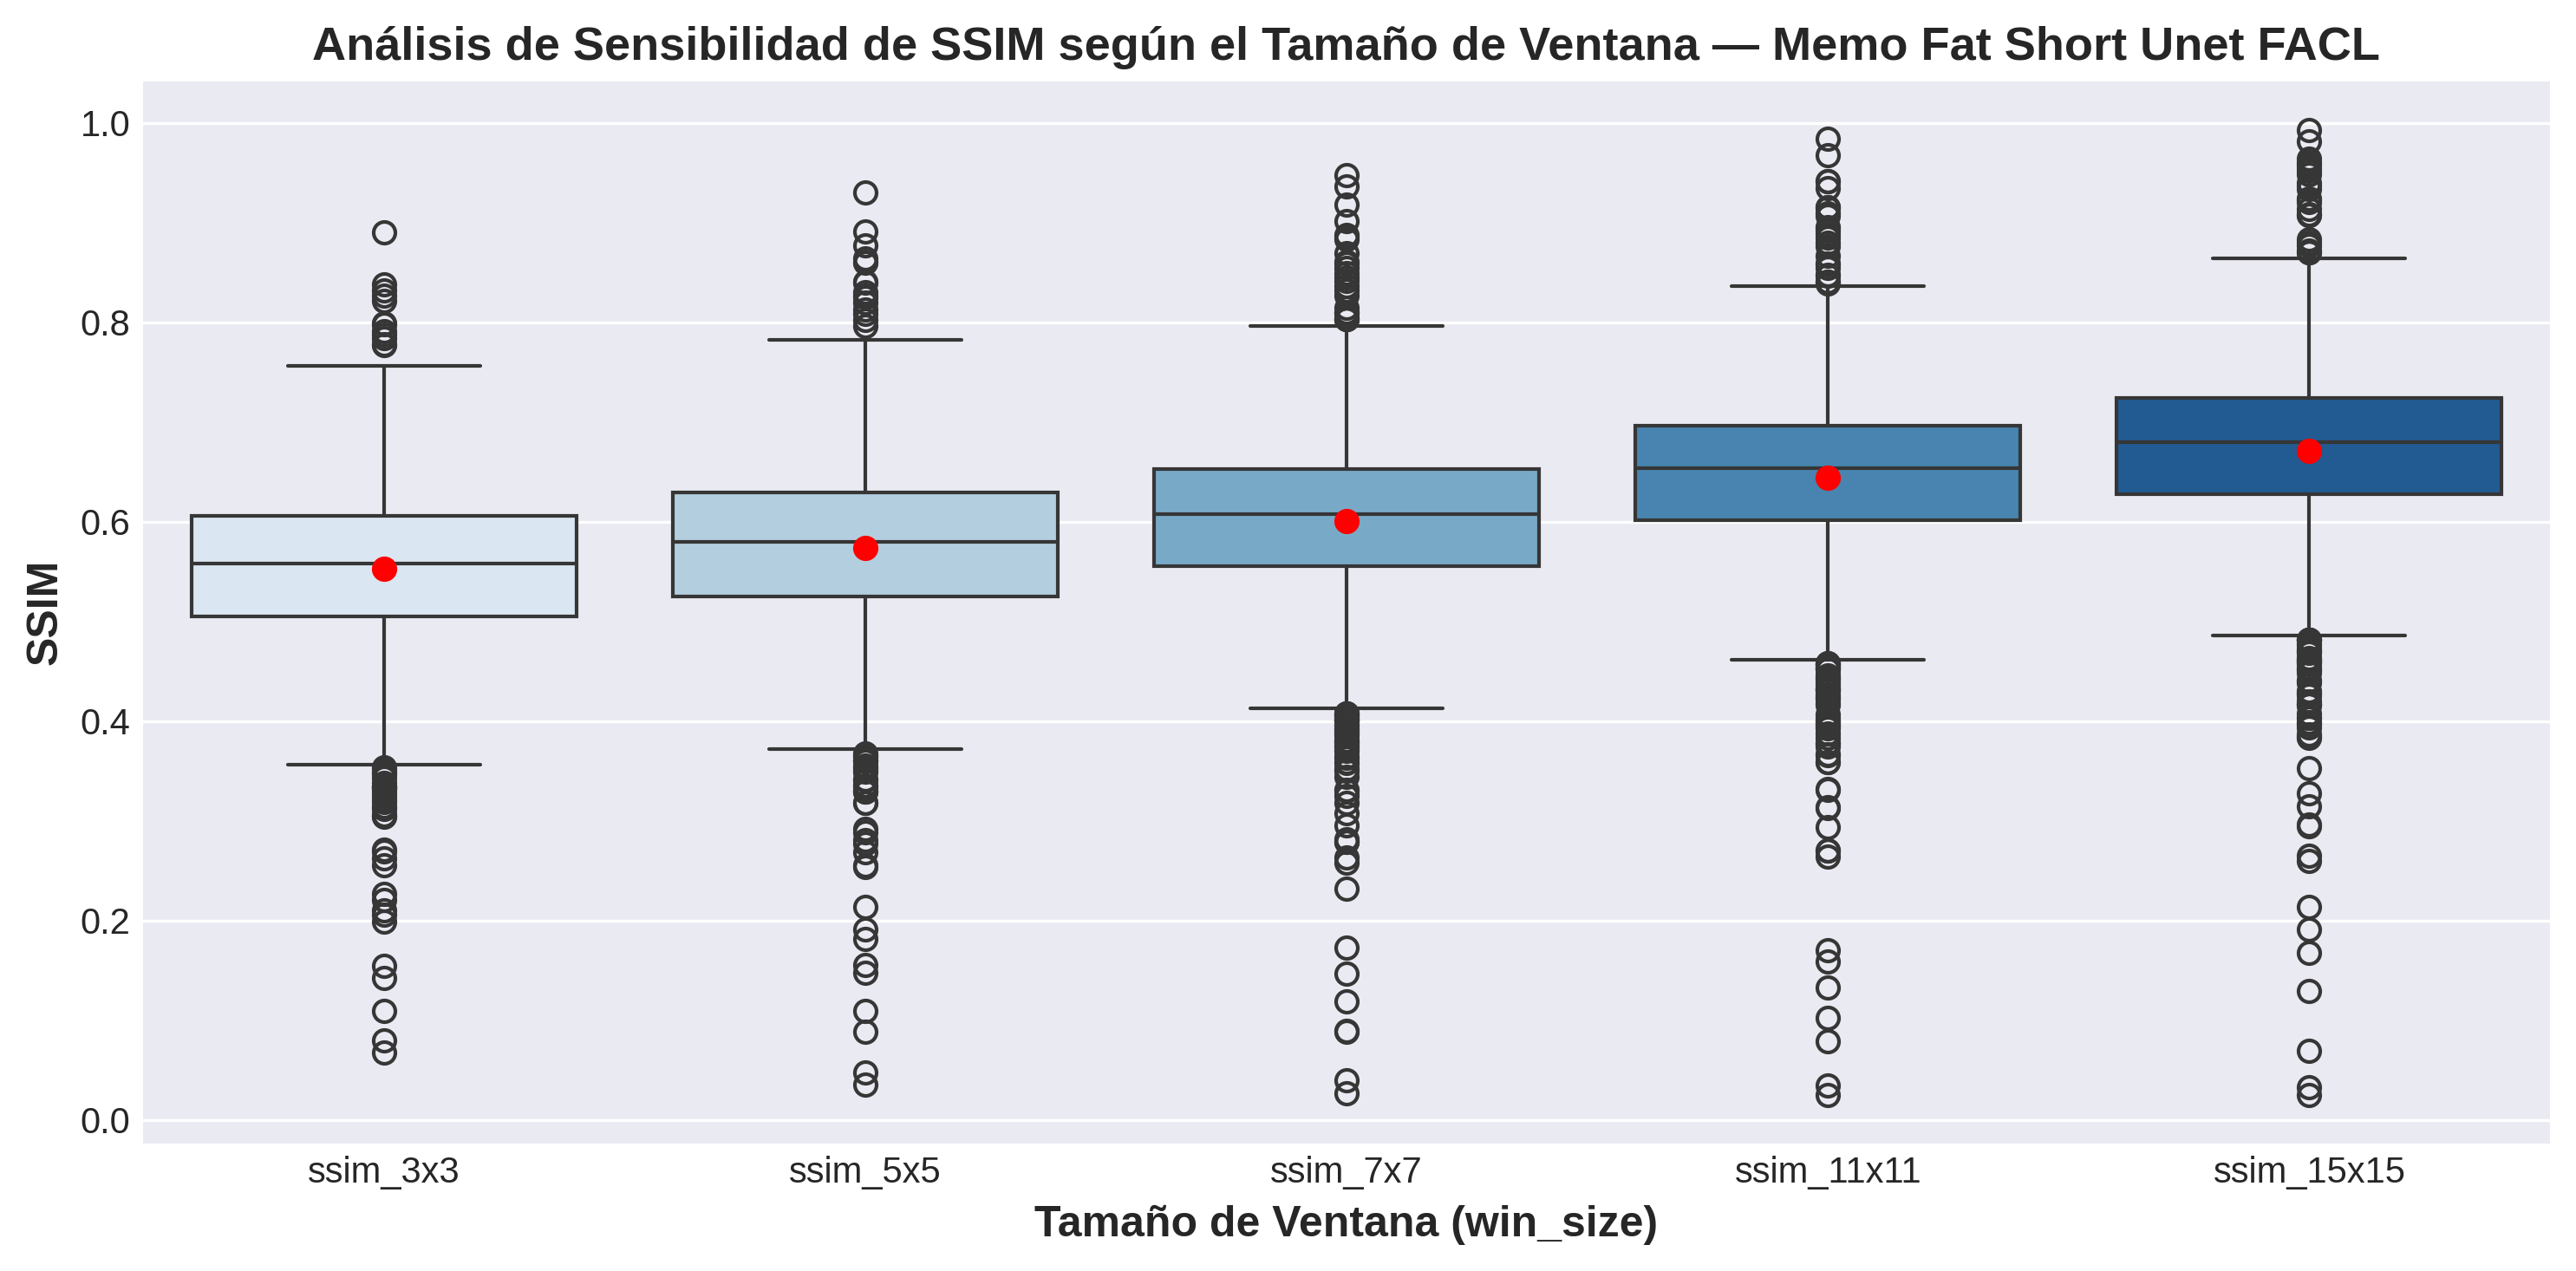 Análisis de Sensibilidad de SSIM según el Tamaño de Ventana — Memo Fat Short Unet FACL
1.0
0.8
0.6
0.4
0.2
0.0
SSIM
ssim_3x3 ssim_5x5 ssim_7x7 ssim_11x11 ssim_15x15
Tamaño de Ventana (win_size)